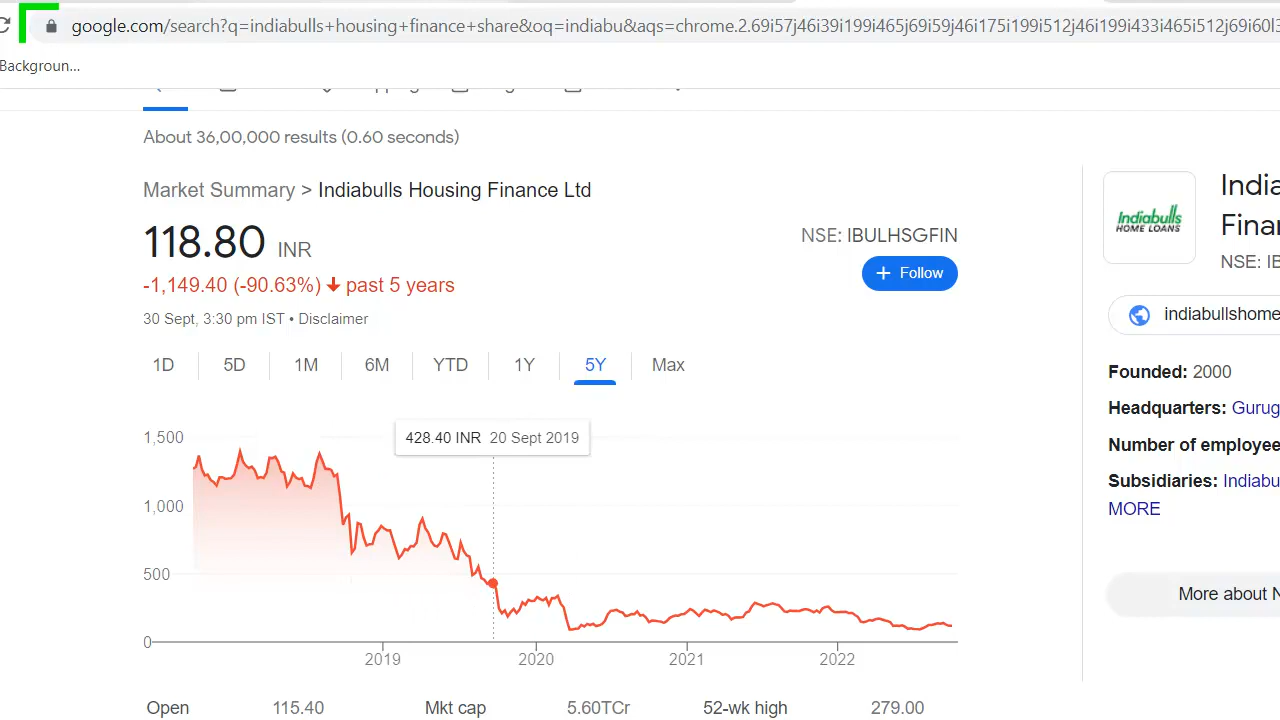 google.com/search?q=indiabulls+housing+finance+share&oq=indiabu&aqs=chrome.2.69i57j46i39i199i465j69i59j46i175i199i512j46i199i433i465i512j69i60l3
Backgroun...
About 36,00,000 results (0.60 seconds)
Market Summary > Indiabulls Housing Finance Ltd
118.80 INR
-1,149.40 (-90.63%) past 5 years
30 Sept, 3:30 pm IST • Disclaimer
NSE: IBULHSGFIN
+ Follow
1D 5D 1M 6M YTD 1Y 5Y Max
428.40 INR 20 Sept 2019
1,500
1,000
500
0
2019 2020 2021 2022
Open 115.40 Mkt cap 5.60TCr 52-wk high 279.00
Indiabulls
HOME LOANS
India
Finan
NSE: IB
indiabullshome
Founded: 2000
Headquarters: Gurug
Number of employee
Subsidiaries: Indiabu
MORE
More about N